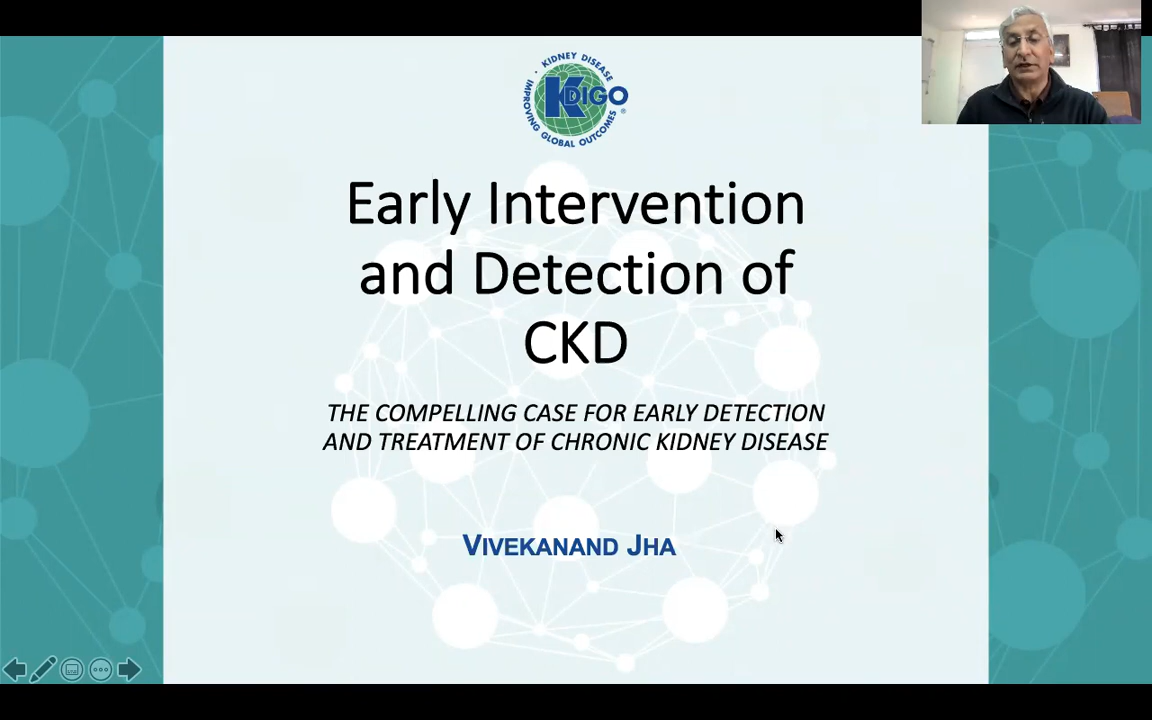 KIDNEY DISEASE
KDIGO
IMPROVING GLOBAL OUTCOMES
®
Early Intervention
and Detection of
CKD
THE COMPELLING CASE FOR EARLY DETECTION
AND TREATMENT OF CHRONIC KIDNEY DISEASE
VIVEKANAND JHA